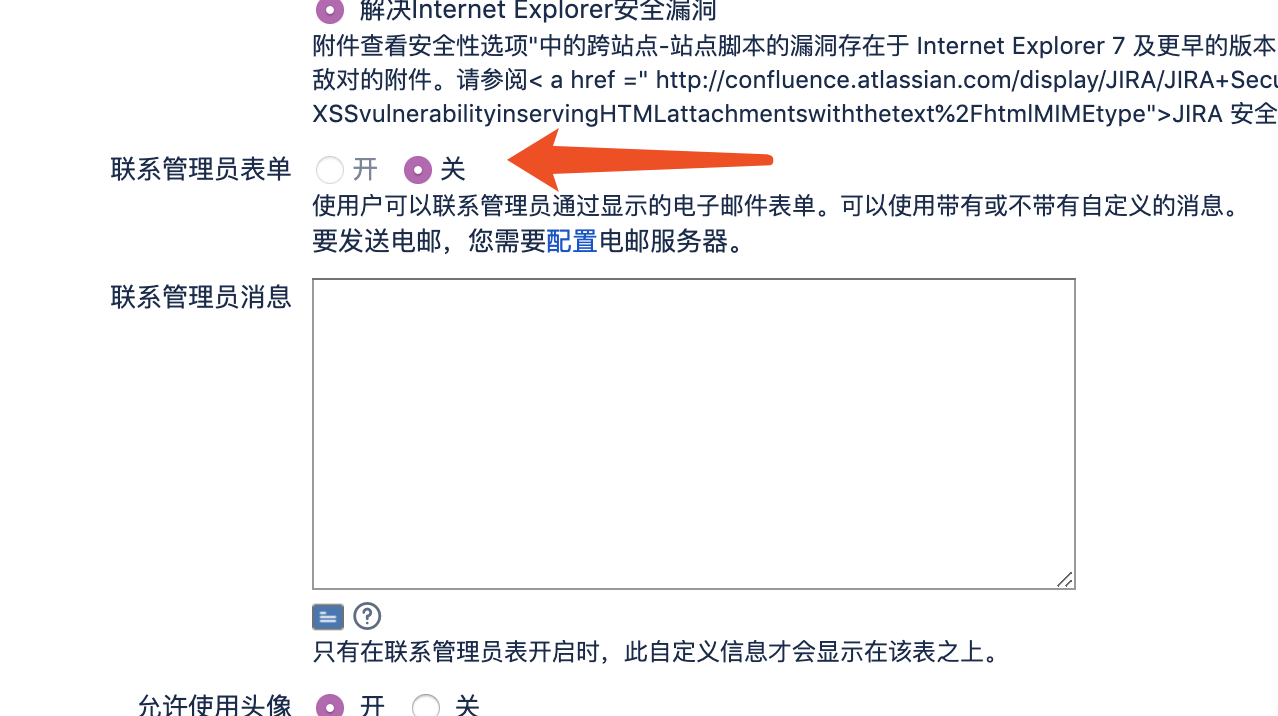 解决Internet Explorer安全漏洞
附件查看安全性选项"中的跨站点-站点脚本的漏洞存在于 Internet Explorer 7 及更早的版本
敌对的附件。请参阅< a href =" http://confluence.atlassian.com/display/JIRA/JIRA+Secu
XSSvulnerabilityinservingHTMLattachmentswiththetext%2FhtmlMIMEtype">JIRA 安全
联系管理员表单 开 关
使用户可以联系管理员通过显示的电子邮件表单。可以使用带有或不带有自定义的消息。
要发送电邮，您需要配置电邮服务器。
联系管理员消息
只有在联系管理员表开启时，此自定义信息才会显示在该表之上。
允许使用头像 开 关